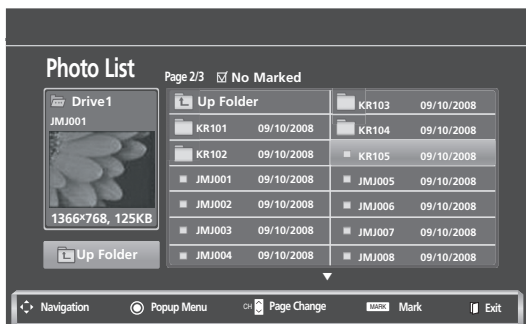 Photo List
Page 2/3 ☑ No Marked
Drive1
JMJ001
1366×768, 125KB
Up Folder
Up Folder
KR101 09/10/2008
KR102 09/10/2008
JMJ001 09/10/2008
JMJ002 09/10/2008
JMJ003 09/10/2008
JMJ004 09/10/2008
KR103 09/10/2008
KR104 09/10/2008
KR105 09/10/2008
JMJ005 09/10/2008
JMJ006 09/10/2008
JMJ007 09/10/2008
JMJ008 09/10/2008
Navigation Popup Menu CH Page Change MARK Mark Exit